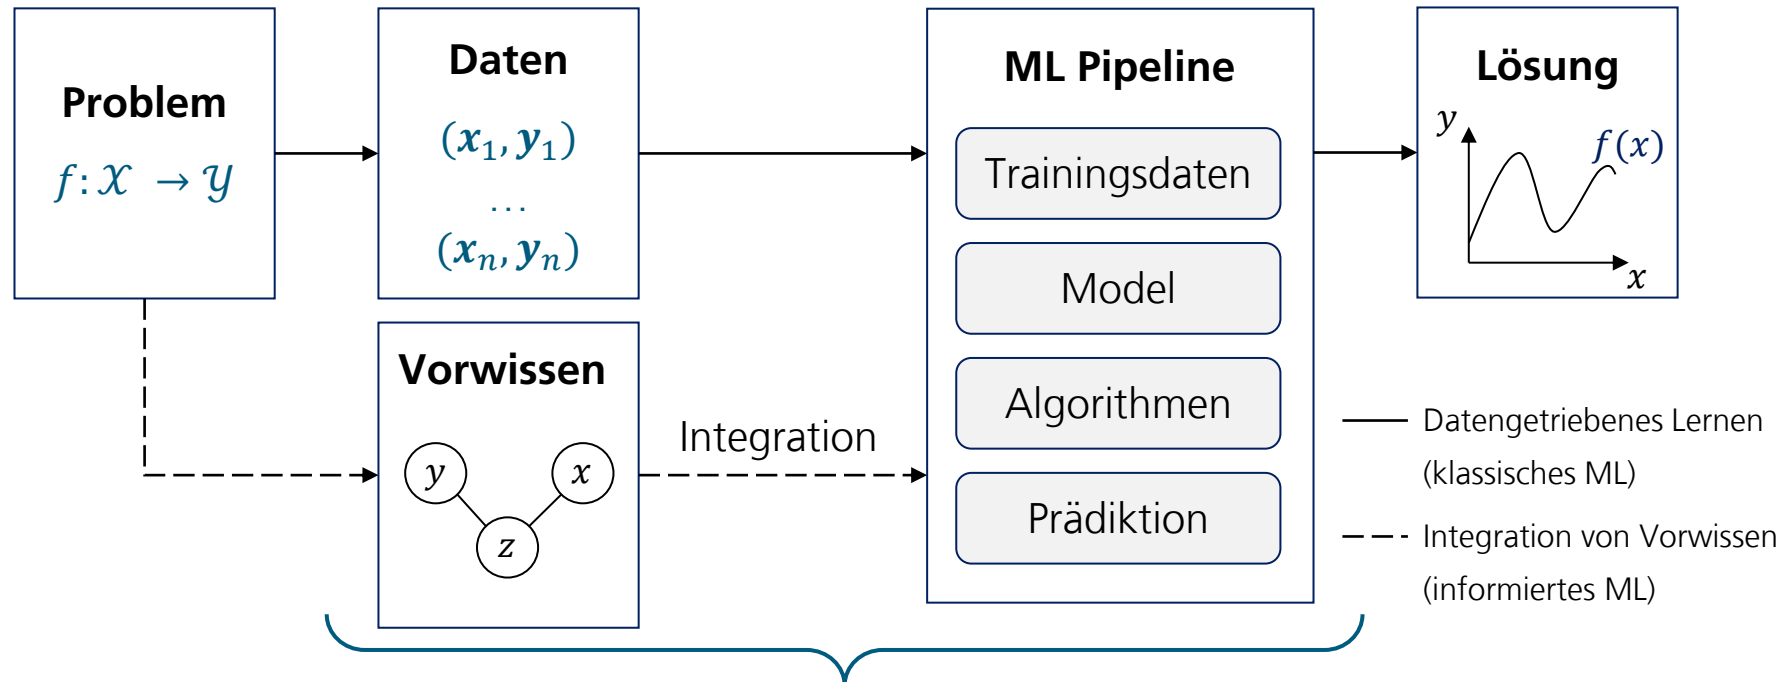 Problem
f: 𝒳 → 𝒴
Daten
(x₁, y₁)
...
(xₙ, yₙ)
Vorwissen
y
x
z
Integration
ML Pipeline
Trainingsdaten
Model
Algorithmen
Prädiktion
Lösung
y
f(x)
x
Datengetriebenes Lernen
(klassisches ML)
Integration von Vorwissen
(informiertes ML)